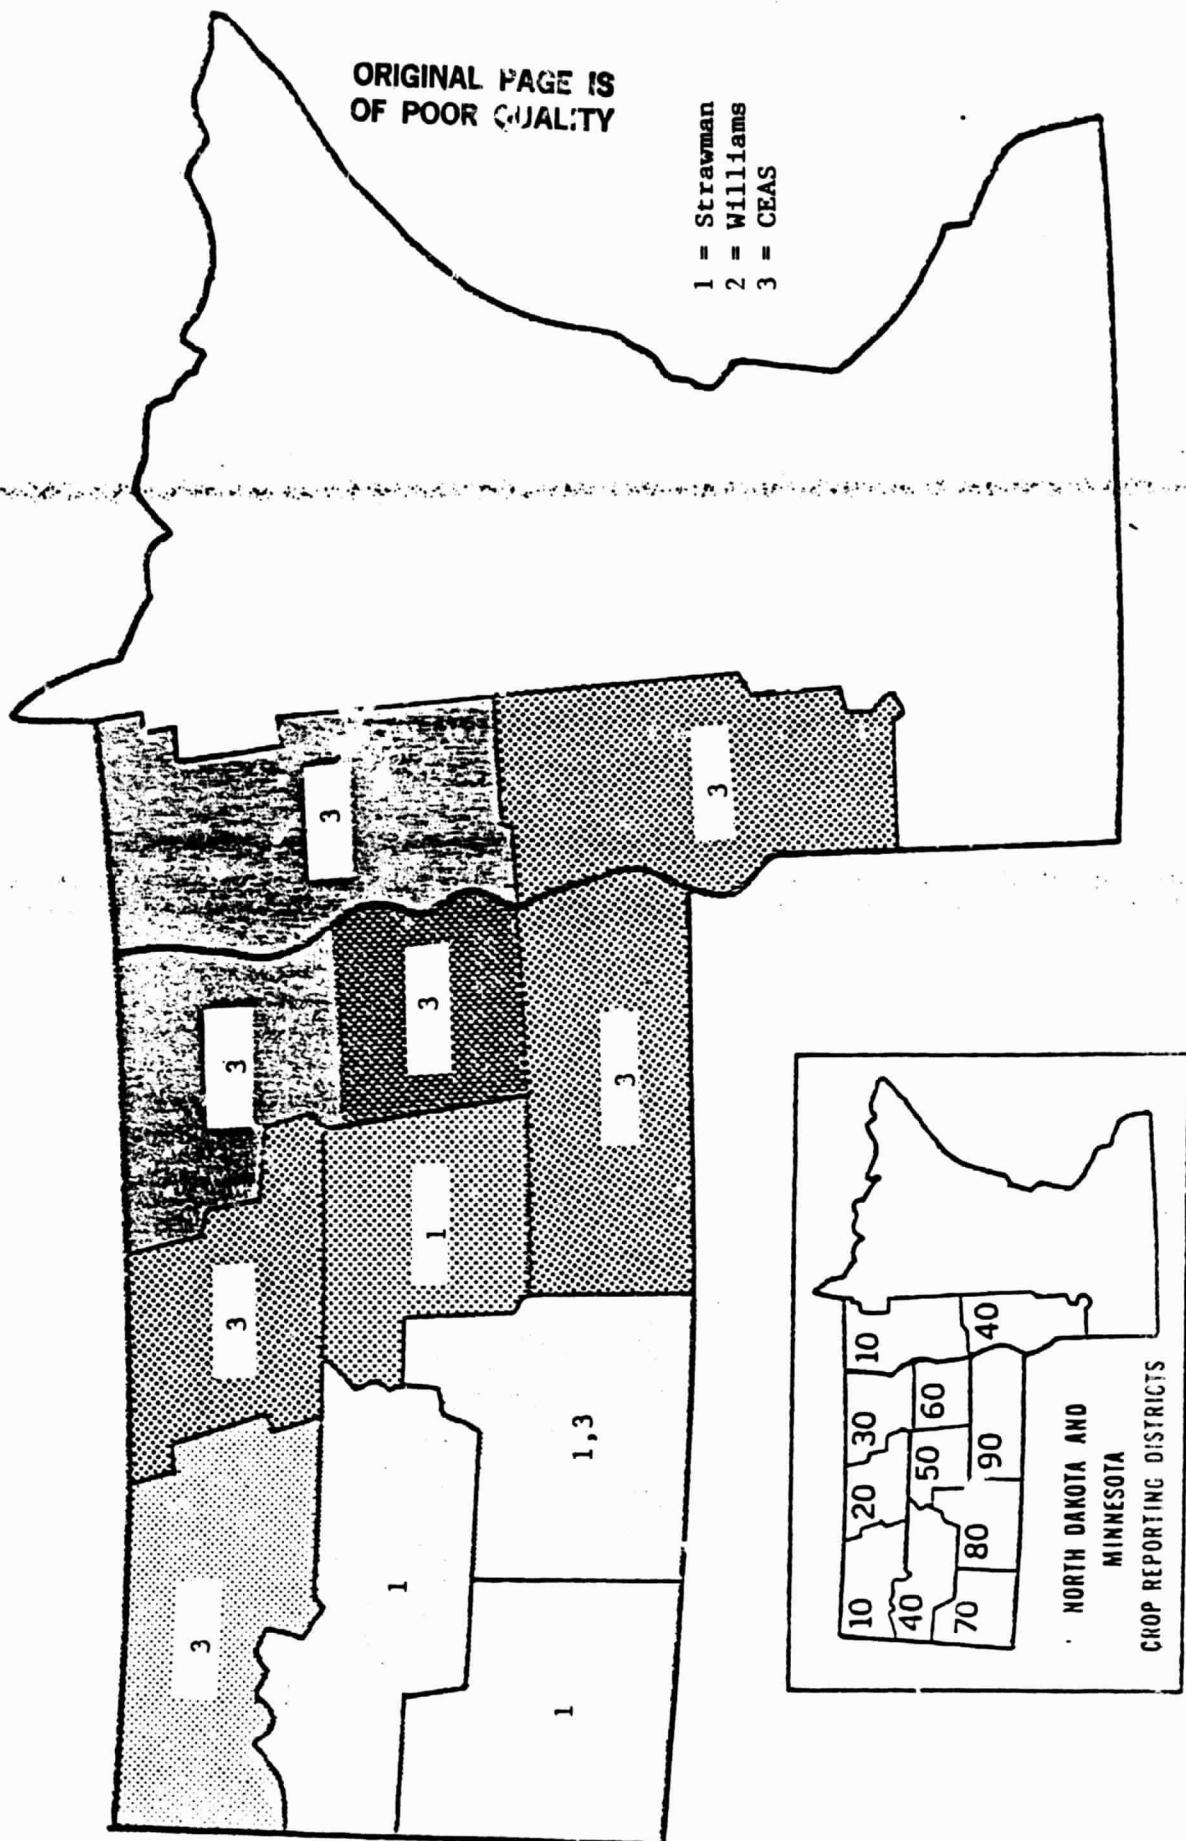 ORIGINAL PAGE IS
OF POOR QUALITY
1 = Strawman
2 = Williams
3 = CEAS
3
3
3
3
1
3
3
3
1
1,3
1
10
20
30
10
40
50
60
40
70
80
90
NORTH DAKOTA AND
MINNESOTA
CROP REPORTING DISTRICTS